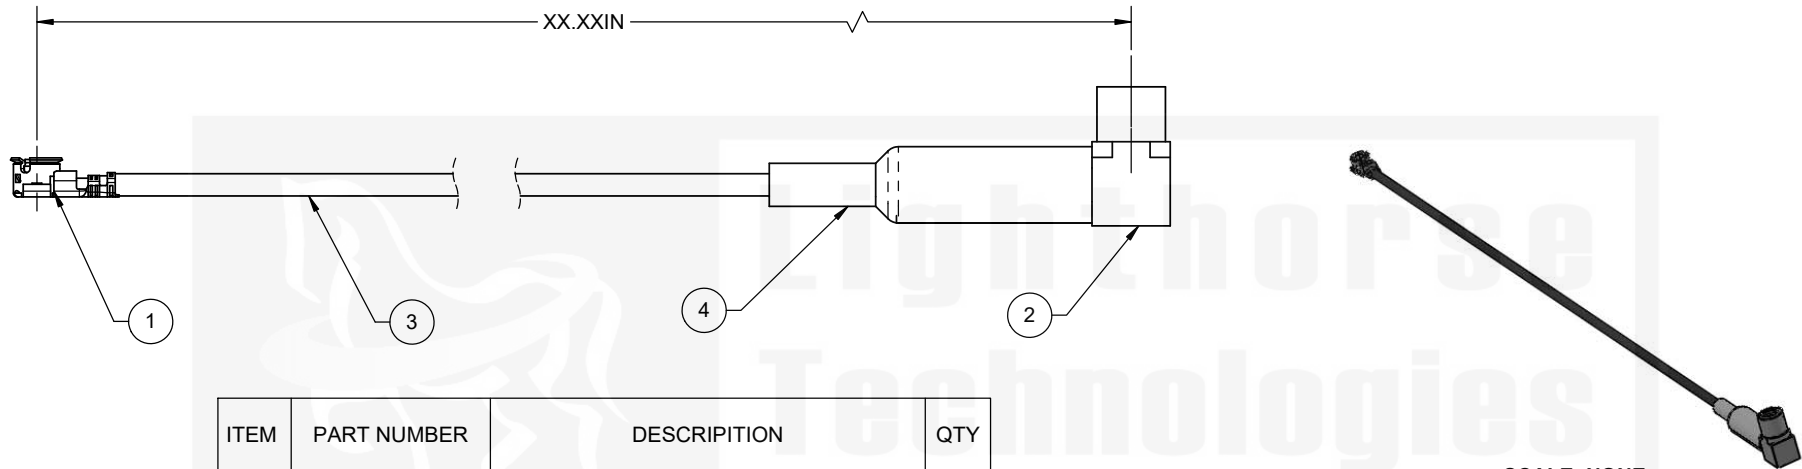 XX.XXIN
1
3
4
2
Lighthorse
Technologies
ITEM PART NUMBER DESCRIPITION QTY